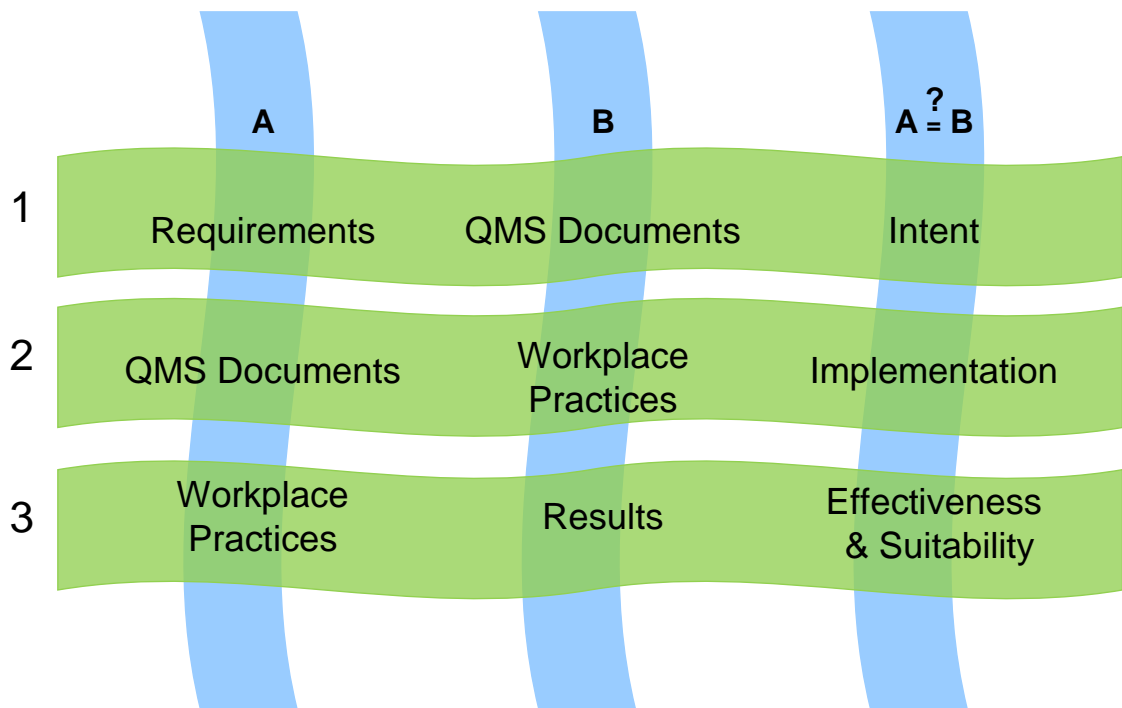 A
B
?
A = B
1
Requirements
QMS Documents
Intent
2
QMS Documents
Workplace
Practices
Implementation
3
Workplace
Practices
Results
Effectiveness
& Suitability